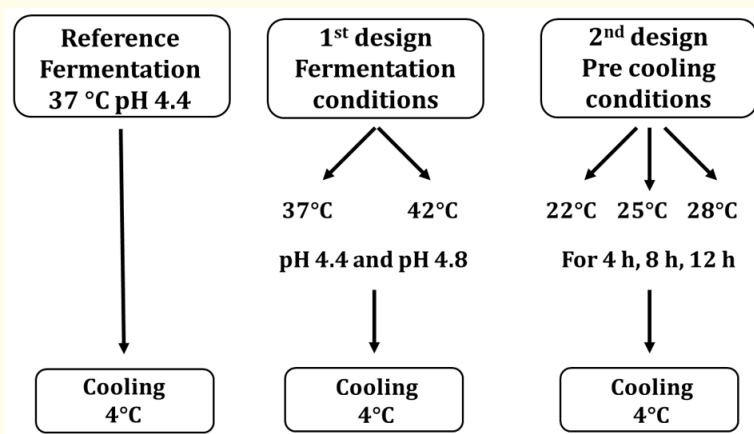 Reference
Fermentation
37 °C pH 4.4
1st design
Fermentation
conditions
2nd design
Pre cooling
conditions
37°C 42°C
pH 4.4 and pH 4.8
22°C 25°C 28°C
For 4 h, 8 h, 12 h
Cooling
4°C
Cooling
4°C
Cooling
4°C